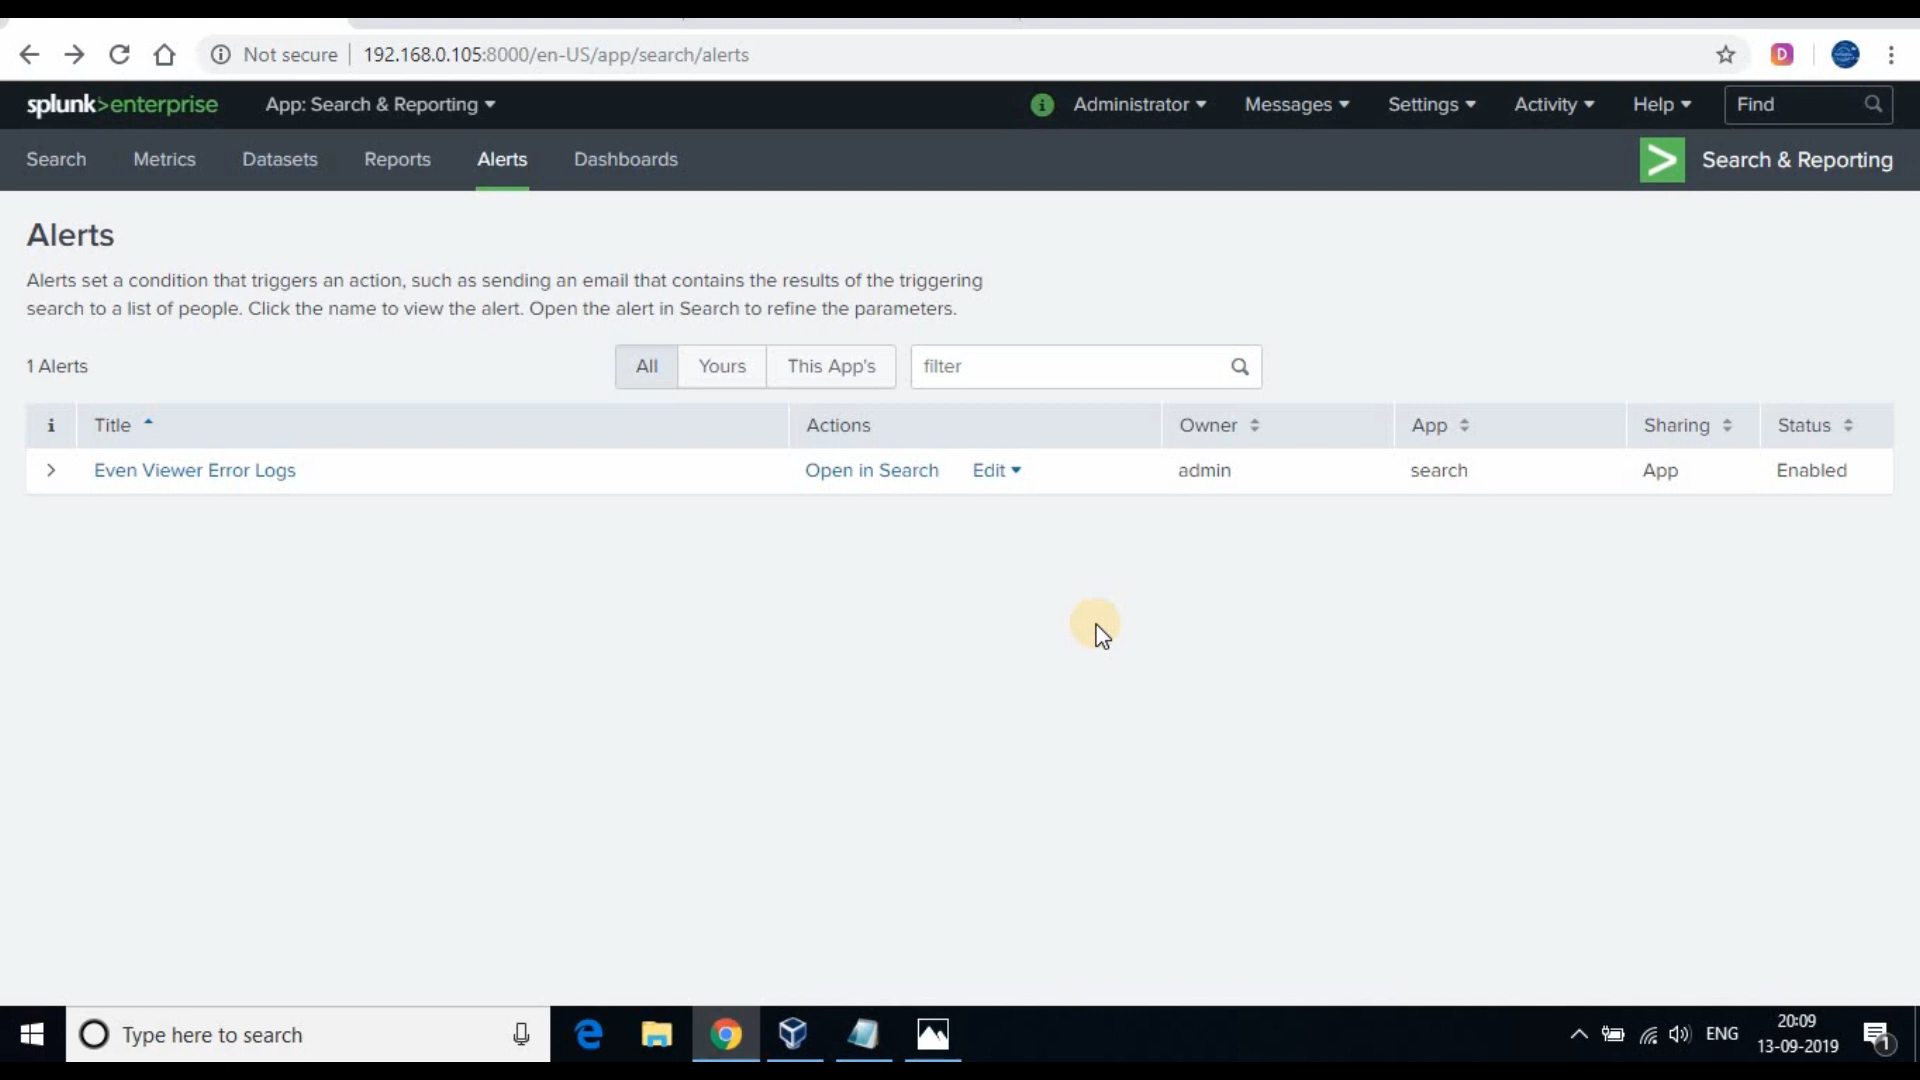 Not secure 192.168.0.105:8000/en-US/app/search/alerts D
splunk>enterprise App: Search & Reporting i Administrator Messages Settings Activity Help Find
Search Metrics Datasets Reports Alerts Dashboards > Search & Reporting
Alerts
Alerts set a condition that triggers an action, such as sending an email that contains the results of the triggering
search to a list of people. Click the name to view the alert. Open the alert in Search to refine the parameters.
1 Alerts All Yours This App's filter
i Title Actions Owner App Sharing Status
Even Viewer Error Logs Open in Search Edit admin search App Enabled
Type here to search ENG 20:09
13-09-2019 1